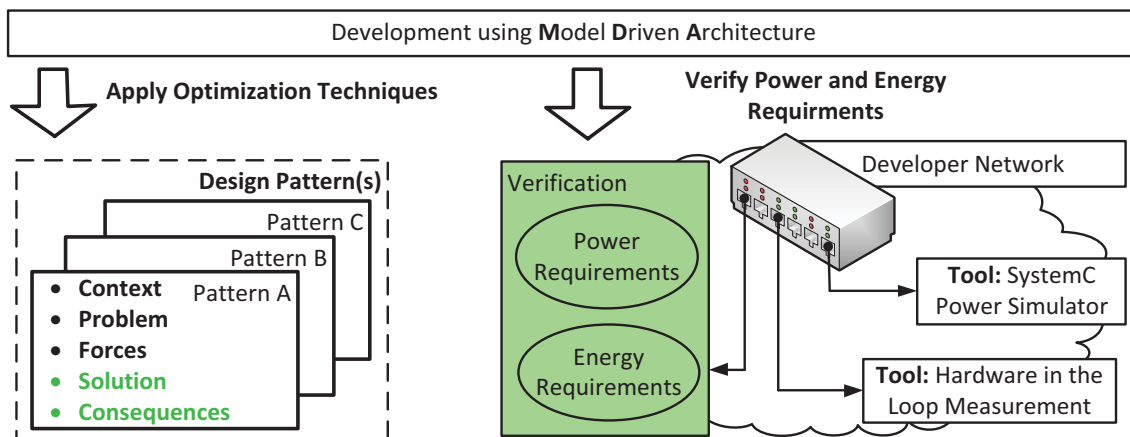 Development using Model Driven Architecture
Apply Optimization Techniques
Verify Power and Energy
Requirments
Design Pattern(s)
Pattern C
Pattern B
Pattern A
• Context
• Problem
• Forces
• Solution
• Consequences
Verification
Power
Requirements
Energy
Requirements
Developer Network
Tool: SystemC
Power Simulator
Tool: Hardware in the
Loop Measurement